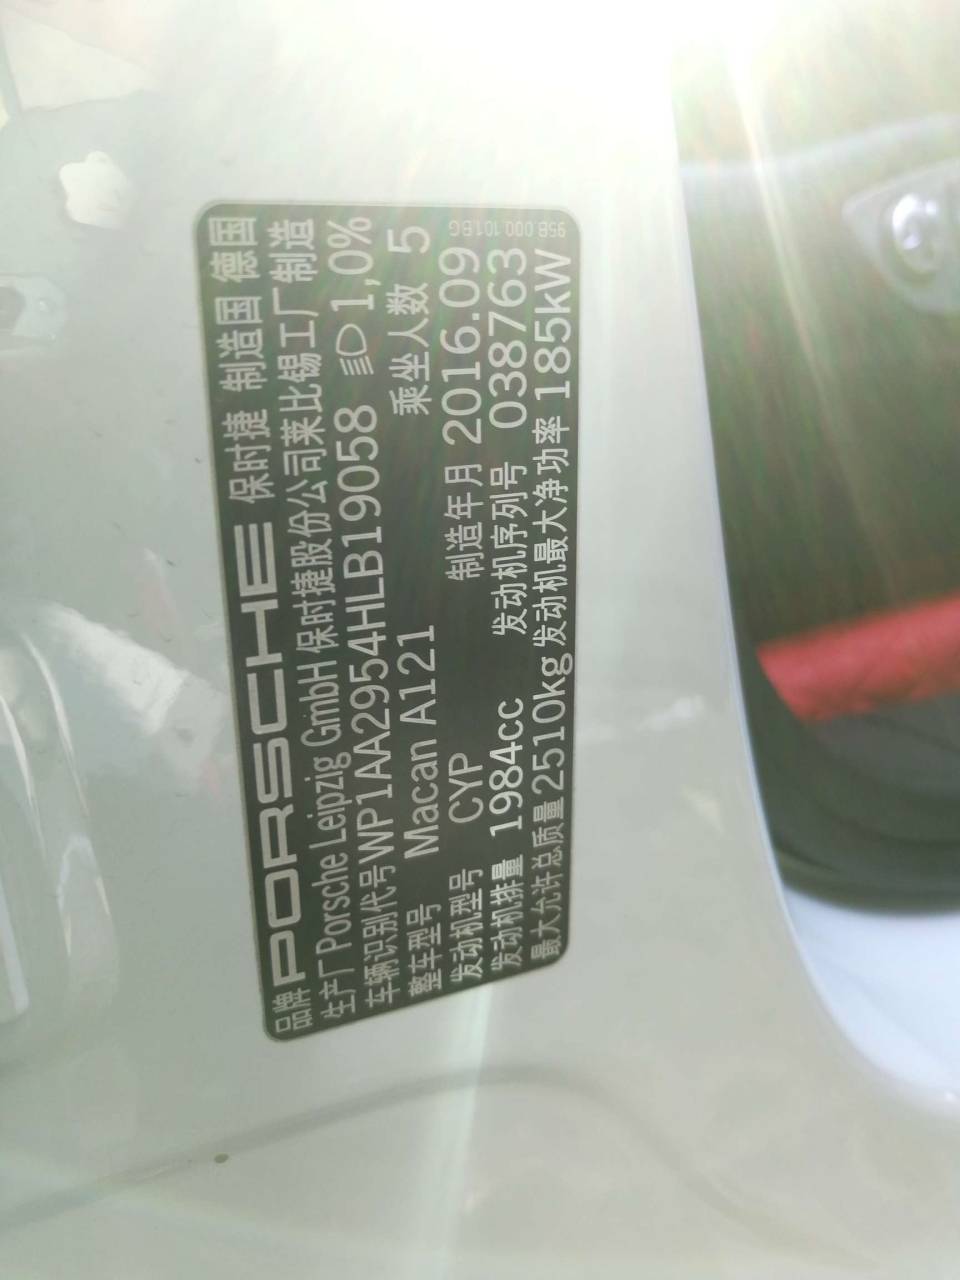 品牌 PORSCHE 保时捷 制造国 德国
生产厂 Porsche Leipzig GmbH 保时捷股份公司莱比锡工厂制造
车辆识别代号 WP1AA2954HLB19058 1,0%
整车型号 Macan A121 乘坐人数 5
发动机型号 CYP 制造年月 2016.09
发动机排量 1984cc 发动机序列号 038763
最大允许总质量 2510kg 发动机最大净功率 185kW
95B.000.101.BG